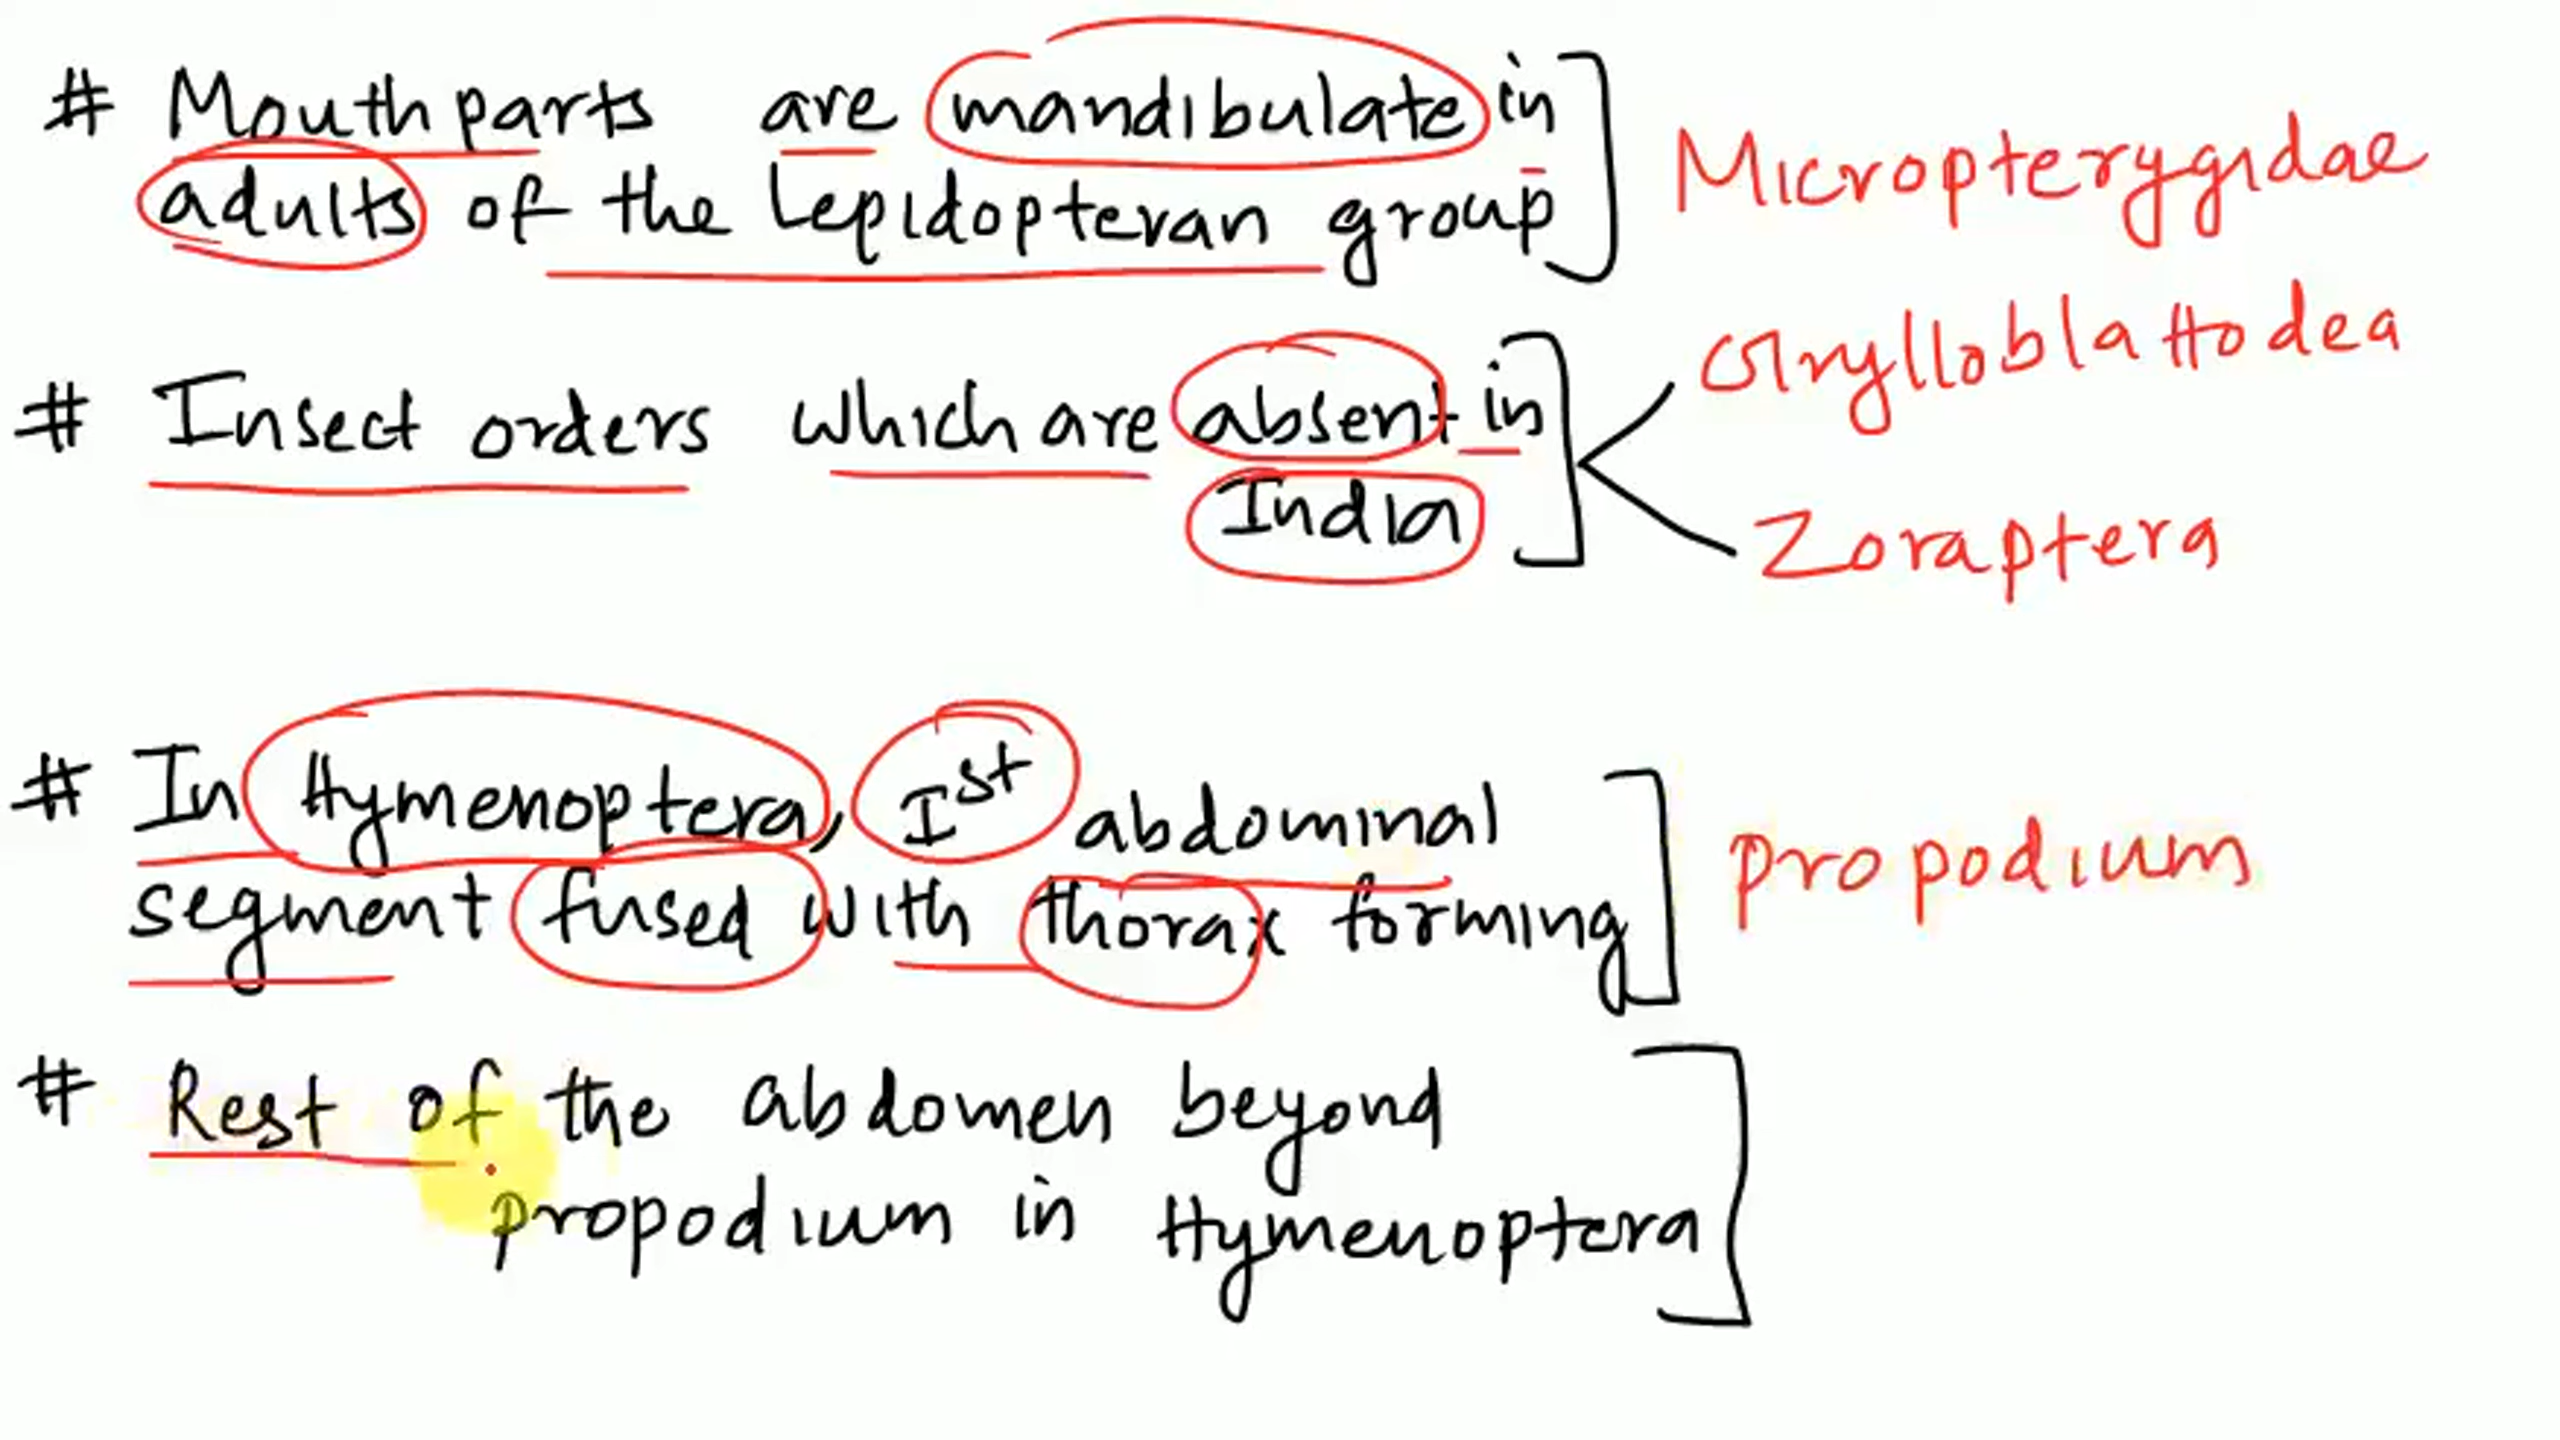 # Mouthparts are mandibulate in
adults of the Lepidopteran group
Micropterygidae
# Insect orders which are absent in
India
Grylloblattodea
Zoraptera
# In Hymenoptera, Ist abdominal
segment fused with thorax forming
propodium
# Rest of the abdomen beyond
propodium in Hymenoptera